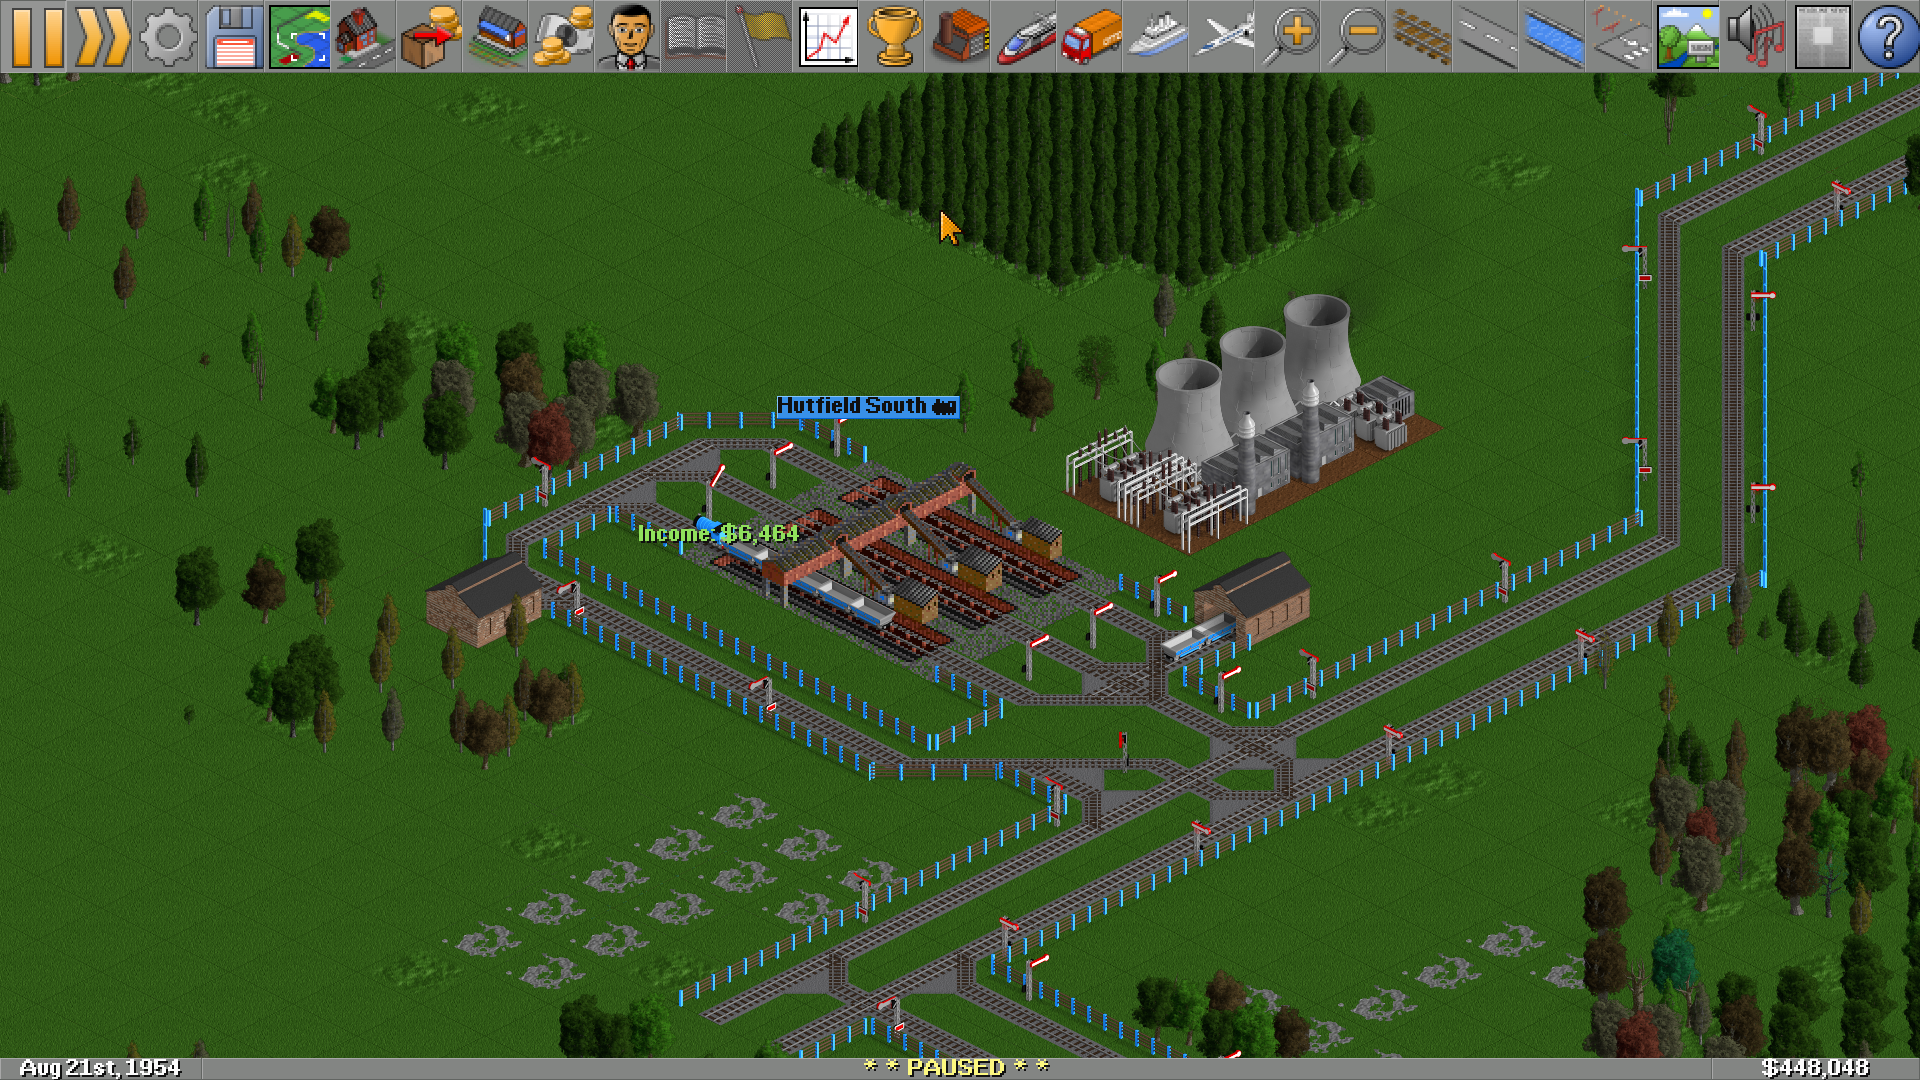 Hutfield South
Income: $6,464
Aug 21st, 1954
* * PAUSED * *
$448,048